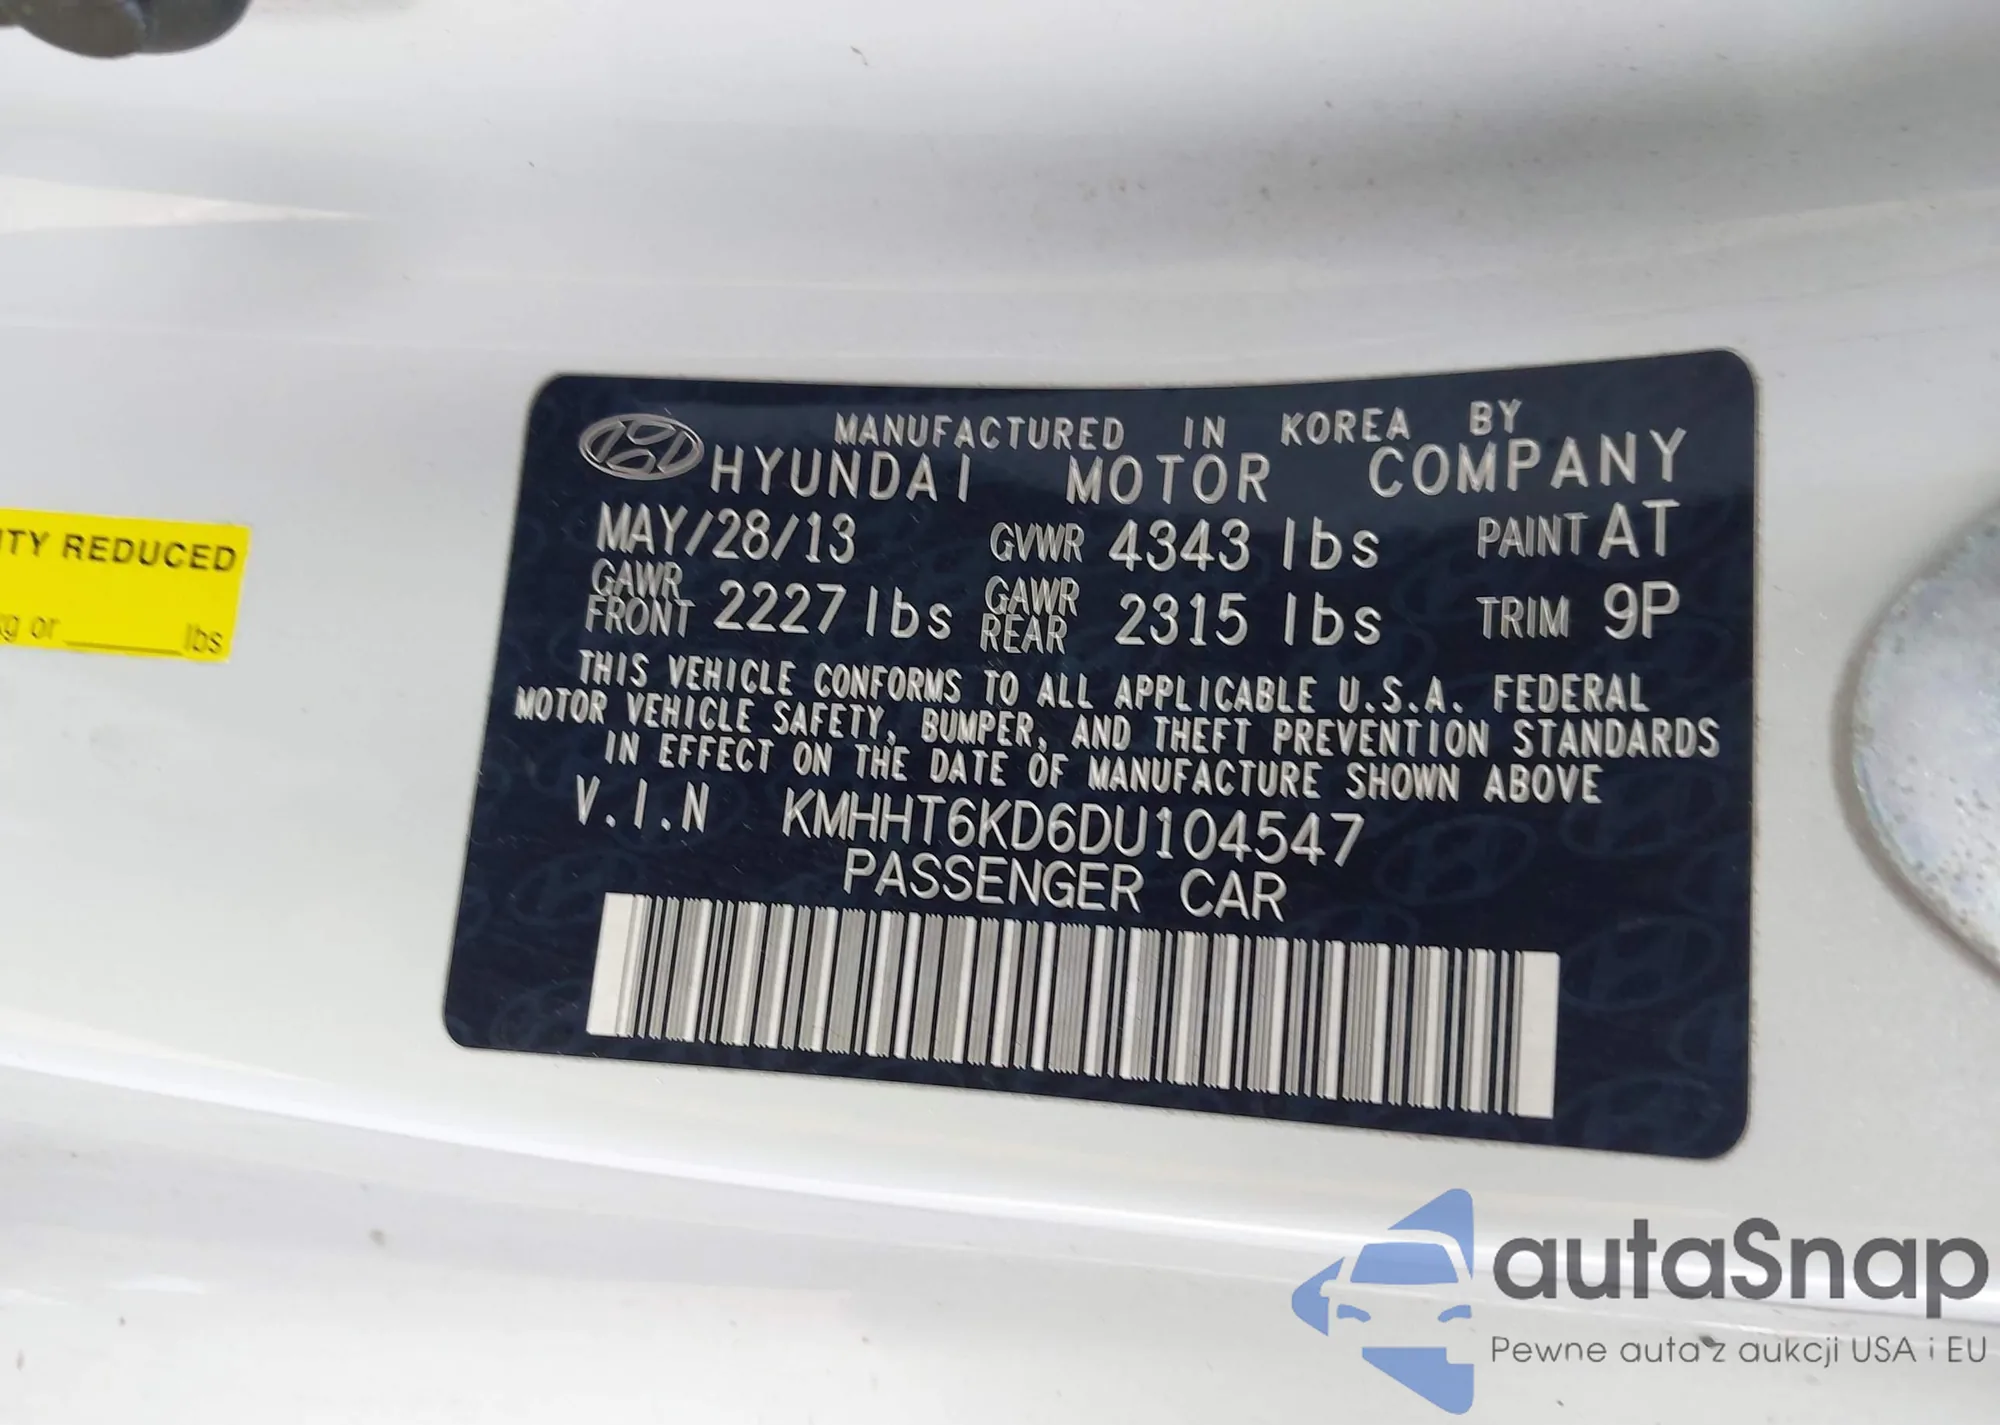 MANUFACTURED IN KOREA BY
HYUNDAI MOTOR COMPANY
MAY/28/13 GVWR 4343 lbs PAINT AT
GAWR FRONT 2227 lbs GAWR REAR 2315 lbs TRIM 9P
THIS VEHICLE CONFORMS TO ALL APPLICABLE U.S.A. FEDERAL
MOTOR VEHICLE SAFETY, BUMPER, AND THEFT PREVENTION STANDARDS
IN EFFECT ON THE DATE OF MANUFACTURE SHOWN ABOVE
V.I.N KMHHT6KD6DU104547
PASSENGER CAR
ITY REDUCED
kg or ______ lbs
autaSnap
Pewne auta z aukcji USA i EU